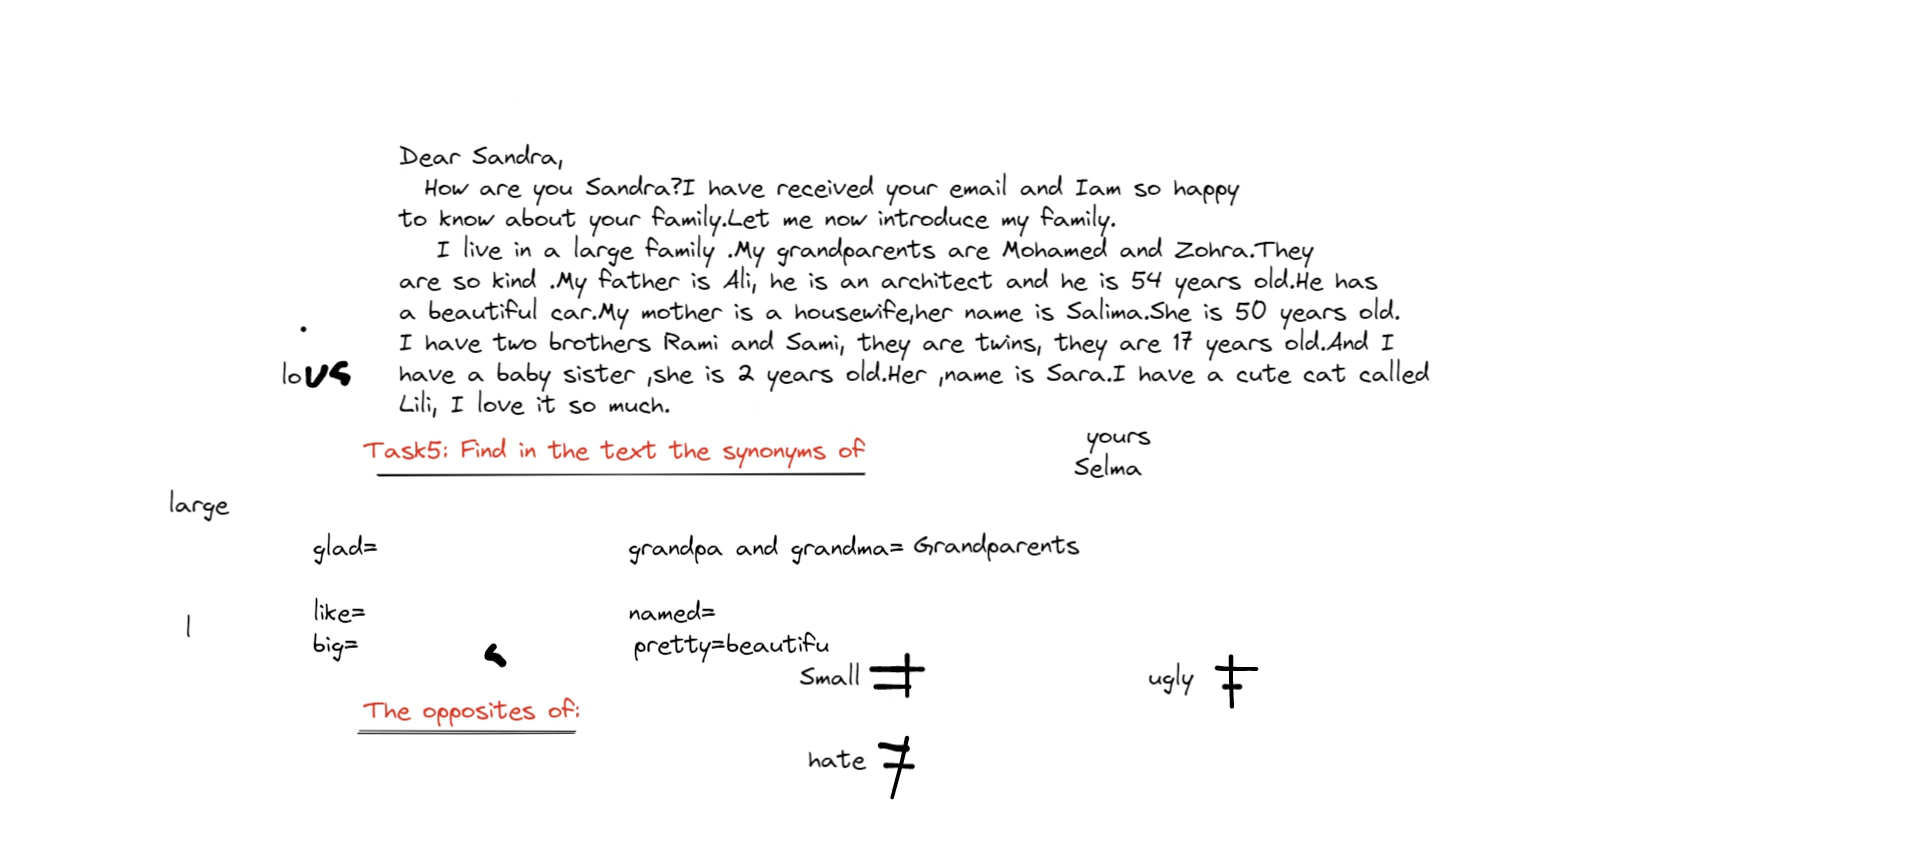 Dear Sandra,
How are you Sandra?I have received your email and Iam so happy
to know about your family.Let me now introduce my family.
I live in a large family .My grandparents are Mohamed and Zohra.They
are so kind .My father is Ali, he is an architect and he is 54 years old.He has
a beautiful car.My mother is a housewife,her name is Salima.She is 50 years old.
I have two brothers Rami and Sami, they are twins, they are 17 years old.And I
love
have a baby sister ,she is 2 years old.Her ,name is Sara.I have a cute cat called
Lili, I love it so much.
yours
Selma
Task5: Find in the text the synonyms of
large
glad= grandpa and grandma= Grandparents
like= named=
l
big= pretty=beautifu
Small ≠ ugly ≠
The opposites of:
hate ≠